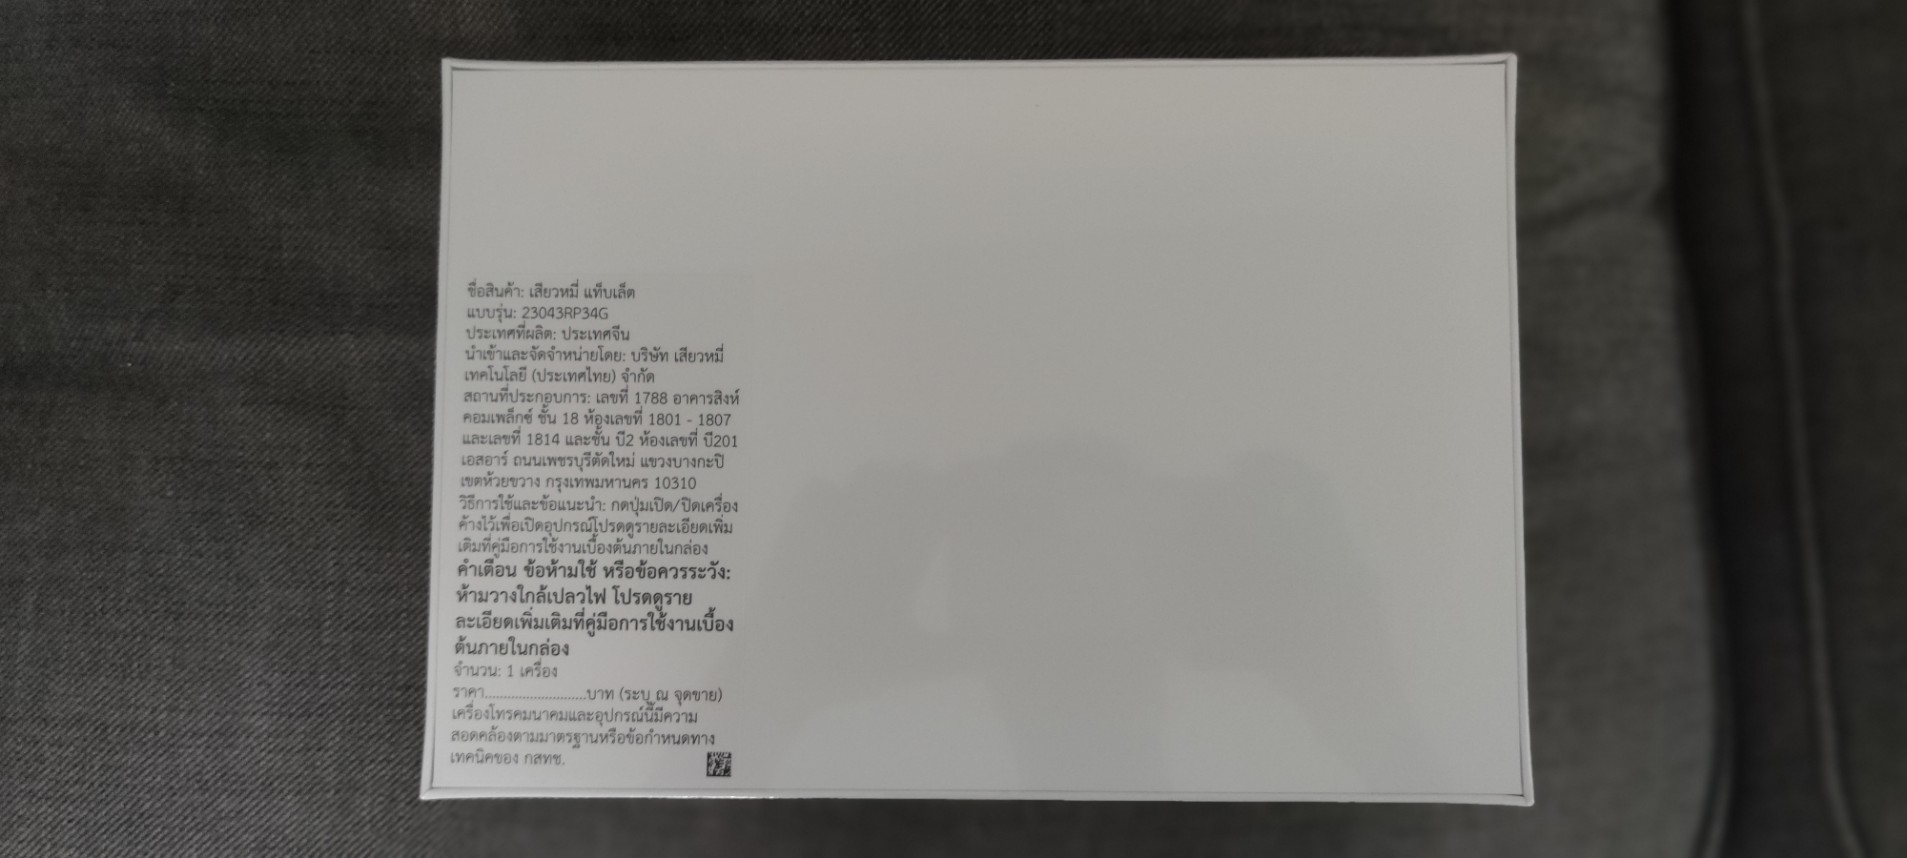 ชื่อสินค้า: เสียวหมี่ แท็บเล็ต
แบบรุ่น: 23043RP34G
ประเทศที่ผลิต: ประเทศจีน
นำเข้าและจัดจำหน่ายโดย: บริษัท เสียวหมี่
เทคโนโลยี (ประเทศไทย) จำกัด
สถานที่ประกอบการ: เลขที่ 1788 อาคารสิงห์
คอมเพล็กซ์ ชั้น 18 ห้องเลขที่ 1801 - 1807
และเลขที่ 1814 และชั้น บี2 ห้องเลขที่ บี201
เอสอาร์ ถนนเพชรบุรีตัดใหม่ แขวงบางกะปิ
เขตห้วยขวาง กรุงเทพมหานคร 10310
วิธีการใช้และข้อแนะนำ: กดปุ่มเปิด/ปิดเครื่อง
ค้างไว้เพื่อเปิดอุปกรณ์โปรดดูรายละเอียดเพิ่ม
เติมที่คู่มือการใช้งานเบื้องต้นภายในกล่อง
คำเตือน ข้อห้ามใช้ หรือข้อควรระวัง:
ห้ามวางใกล้เปลวไฟ โปรดดูราย
ละเอียดเพิ่มเติมที่คู่มือการใช้งานเบื้อง
ต้นภายในกล่อง
จำนวน: 1 เครื่อง
ราคา...........................บาท (ระบุ ณ จุดขาย)
เครื่องโทรคมนาคมและอุปกรณ์นี้มีความ
สอดคล้องตามมาตรฐานหรือข้อกำหนดทาง
เทคนิคของ กสทช.